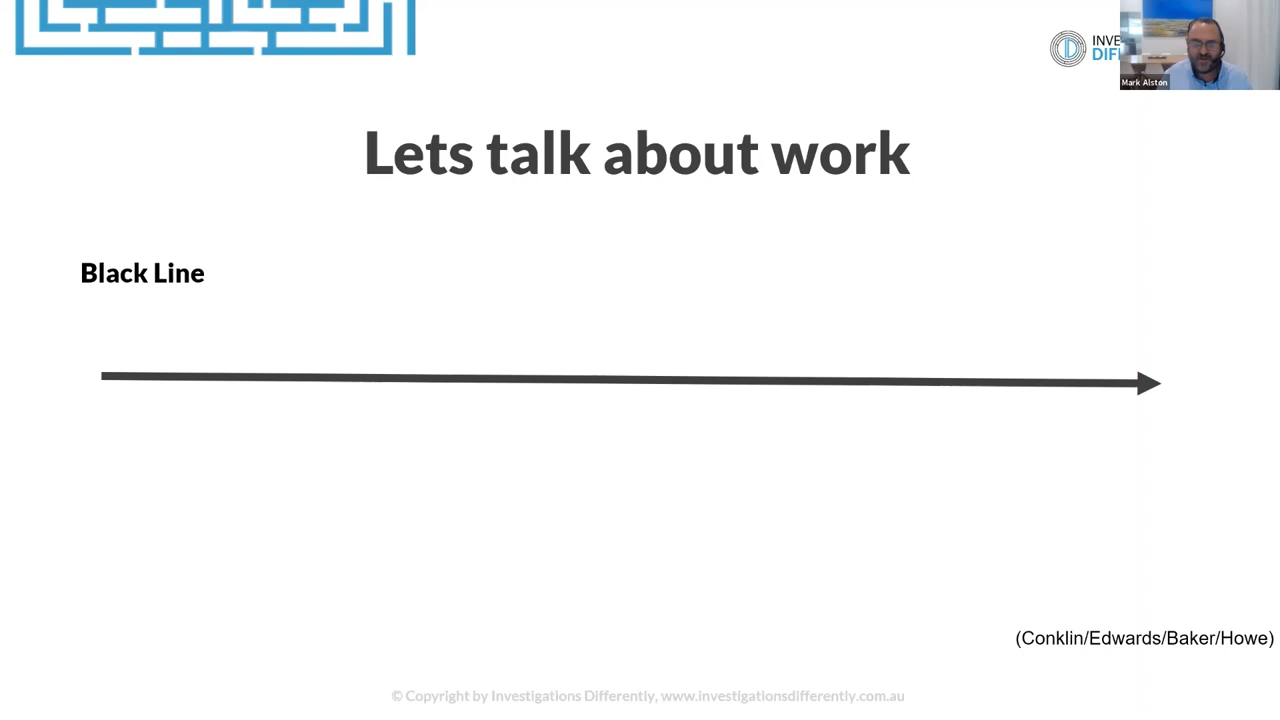 INVE
DIF
Mark Alston
Lets talk about work
Black Line
(Conklin/Edwards/Baker/Howe)
© Copyright by Investigations Differently, www.investigationsdifferently.com.au